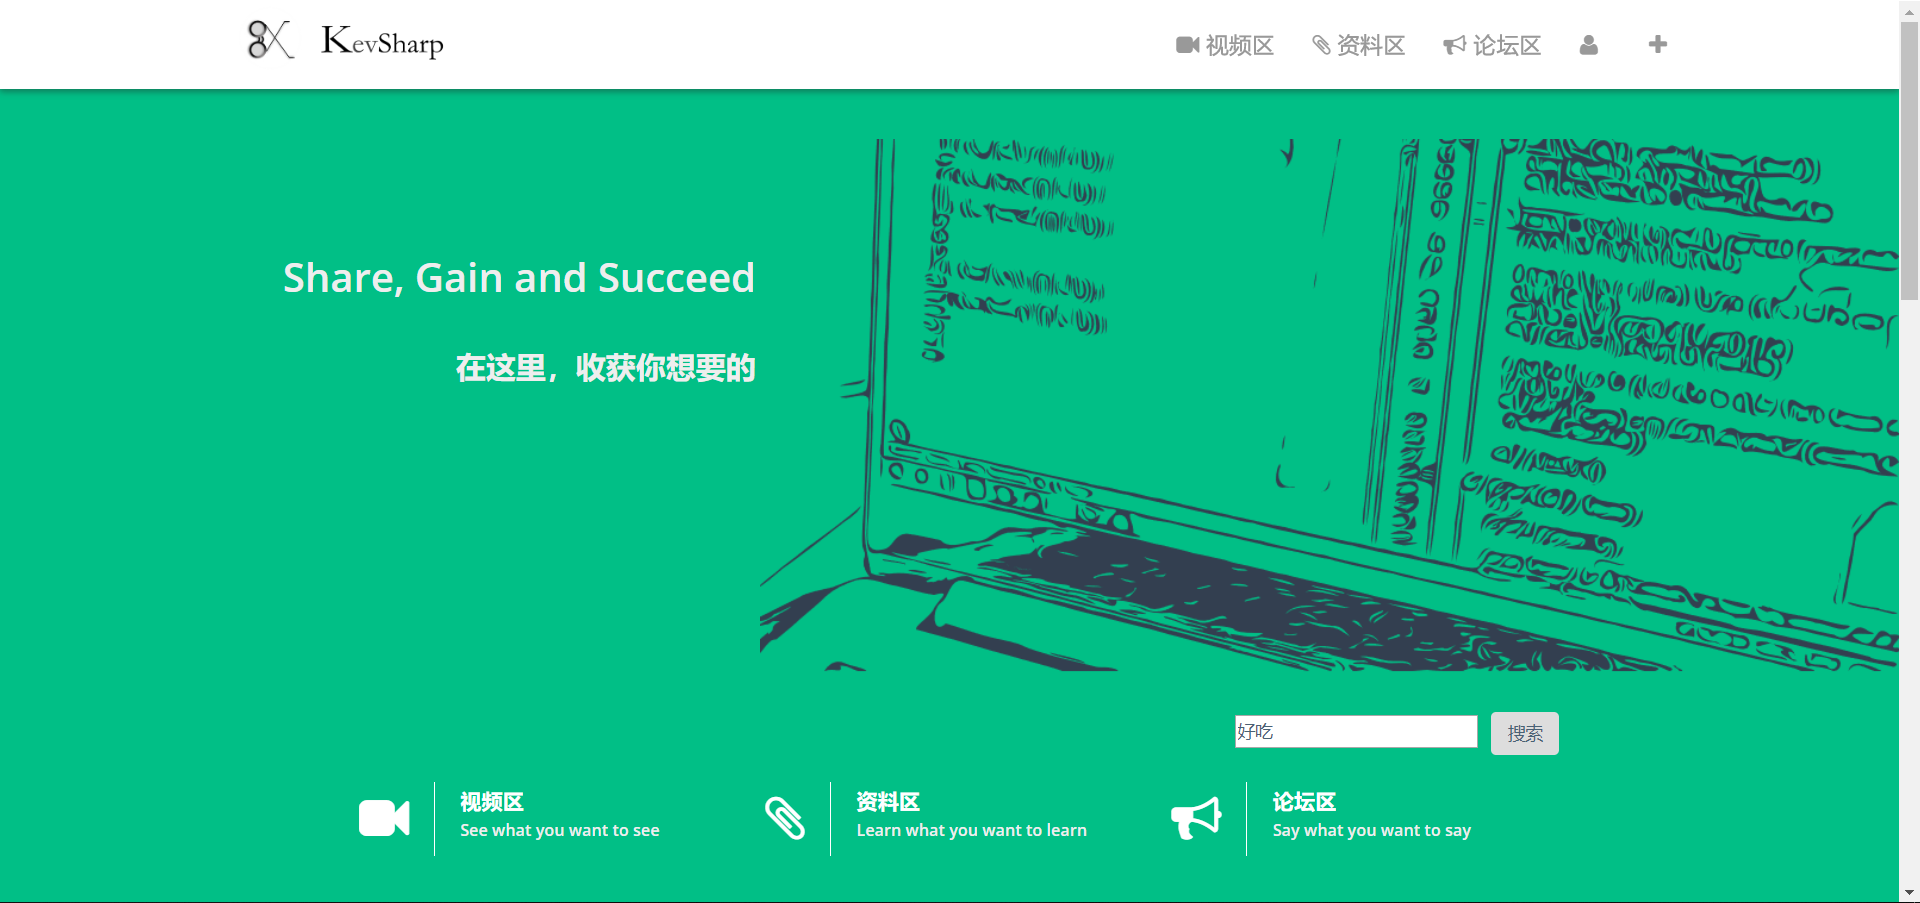 KevSharp
视频区
资料区
论坛区
Share, Gain and Succeed
在这里，收获你想要的
好吃
搜索
视频区
See what you want to see
资料区
Learn what you want to learn
论坛区
Say what you want to say